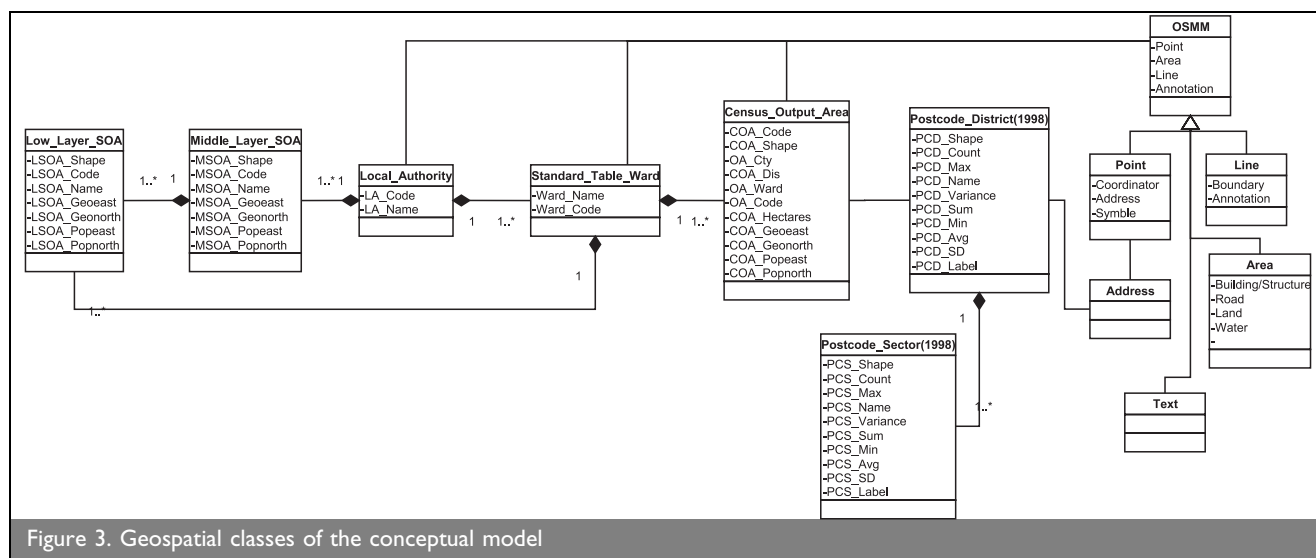 OSMM
-Point
-Area
-Line
-Annotation
Low_Layer_SOA
-LSOA_Shape
-LSOA_Code
-LSOA_Name
-LSOA_Geoeast
-LSOA_Geonorth
-LSOA_Popeast
-LSOA_Popnorth
1..*
1
Middle_Layer_SOA
-MSOA_Shape
-MSOA_Code
-MSOA_Name
-MSOA_Geoeast
-MSOA_Geonorth
-MSOA_Popeast
-MSOA_Popnorth
1..*
1
Local_Authority
-LA_Code
-LA_Name
1
1..*
Standard_Table_Ward
-Ward_Name
-Ward_Code
1
1..*
1
1..*
Census_Output_Area
-COA_Code
-COA_Shape
-OA_Cty
-COA_Dis
-OA_Ward
-OA_Code
-COA_Hectares
-COA_Geoeast
-COA_Geonorth
-COA_Popeast
-COA_Popnorth
Postcode_District(1998)
-PCD_Shape
-PCD_Count
-PCD_Max
-PCD_Name
-PCD_Variance
-PCD_Sum
-PCD_Min
-PCD_Avg
-PCD_SD
-PCD_Label
1
1..*
Postcode_Sector(1998)
-PCS_Shape
-PCS_Count
-PCS_Max
-PCS_Name
-PCS_Variance
-PCS_Sum
-PCS_Min
-PCS_Avg
-PCS_SD
-PCS_Label
Point
-Coordinator
-Address
-Symble
Line
-Boundary
-Annotation
Address
Area
-Building/Structure
-Road
-Land
-Water
-
Text
Figure 3. Geospatial classes of the conceptual model